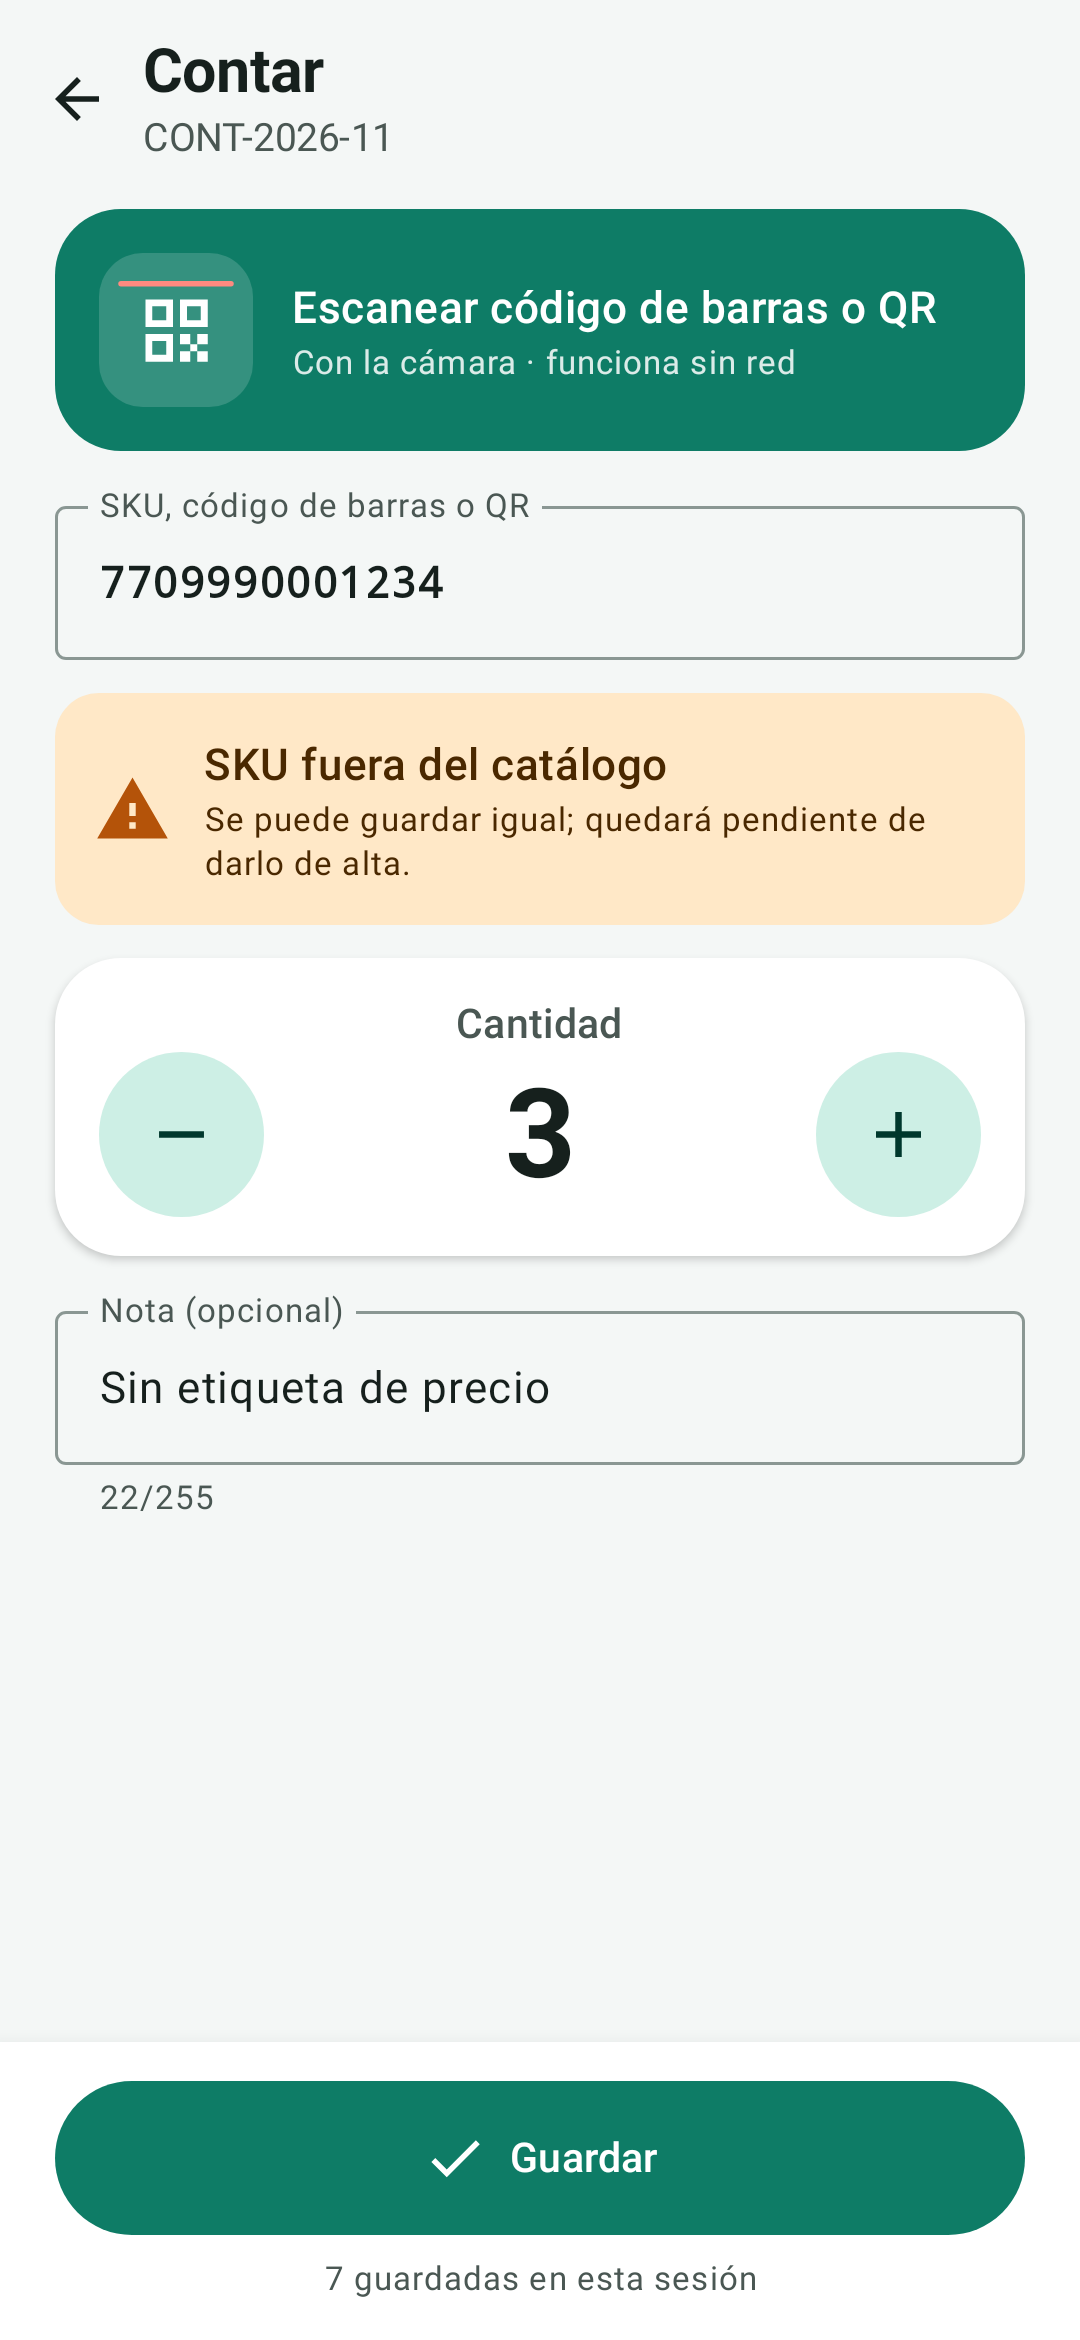 Contar
CONT-2026-11
Escanear código de barras o QR
Con la cámara · funciona sin red
SKU, código de barras o QR
7709990001234
SKU fuera del catálogo
Se puede guardar igual; quedará pendiente de
darlo de alta.
Cantidad
3
Nota (opcional)
Sin etiqueta de precio
22/255
Guardar
7 guardadas en esta sesión